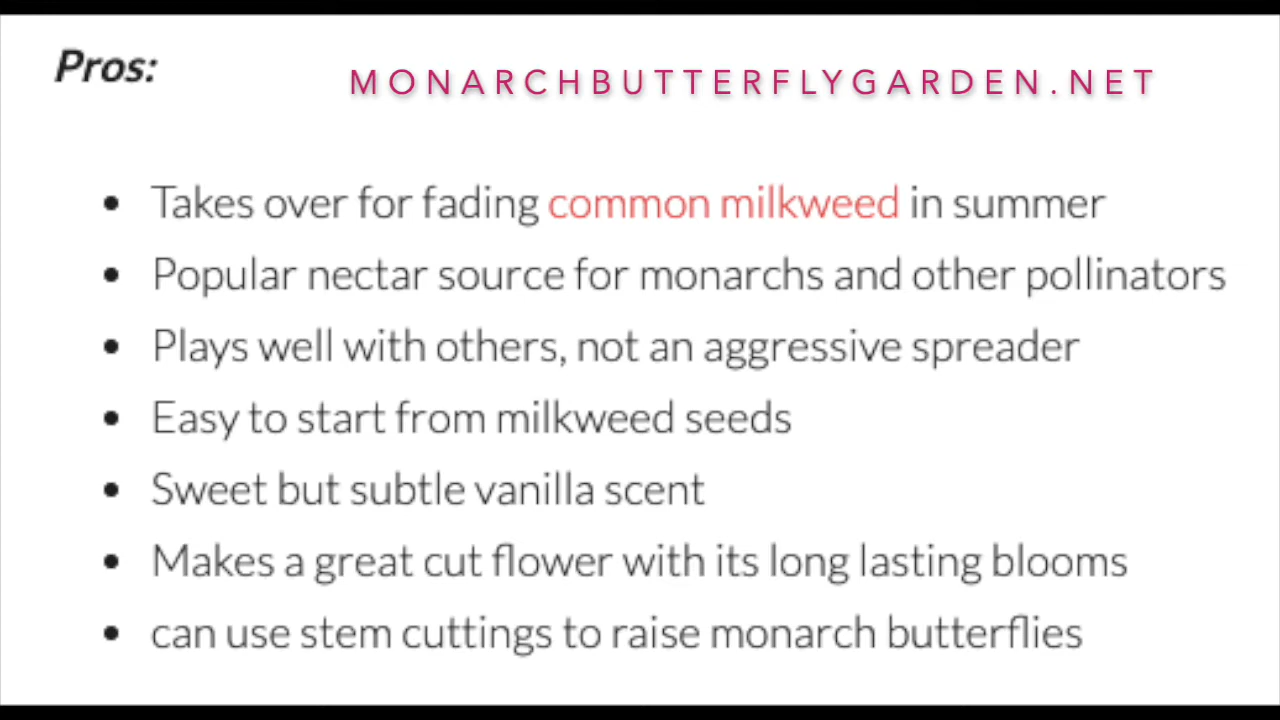 Pros:
MONARCHBUTTERFLYGARDEN.NET
Takes over for fading common milkweed in summer
Popular nectar source for monarchs and other pollinators
Plays well with others, not an aggressive spreader
Easy to start from milkweed seeds
Sweet but subtle vanilla scent
Makes a great cut flower with its long lasting blooms
can use stem cuttings to raise monarch butterflies